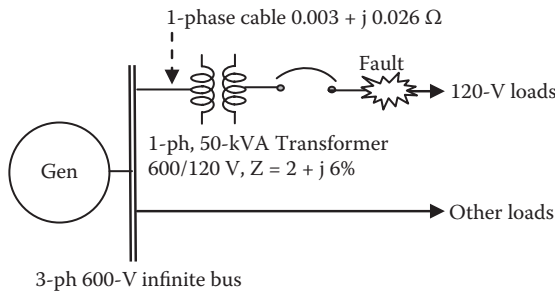 1-phase cable 0.003 + j 0.026 Ω
Fault
120-V loads
1-ph, 50-kVA Transformer
600/120 V, Z = 2 + j 6%
Gen
Other loads
3-ph 600-V infinite bus